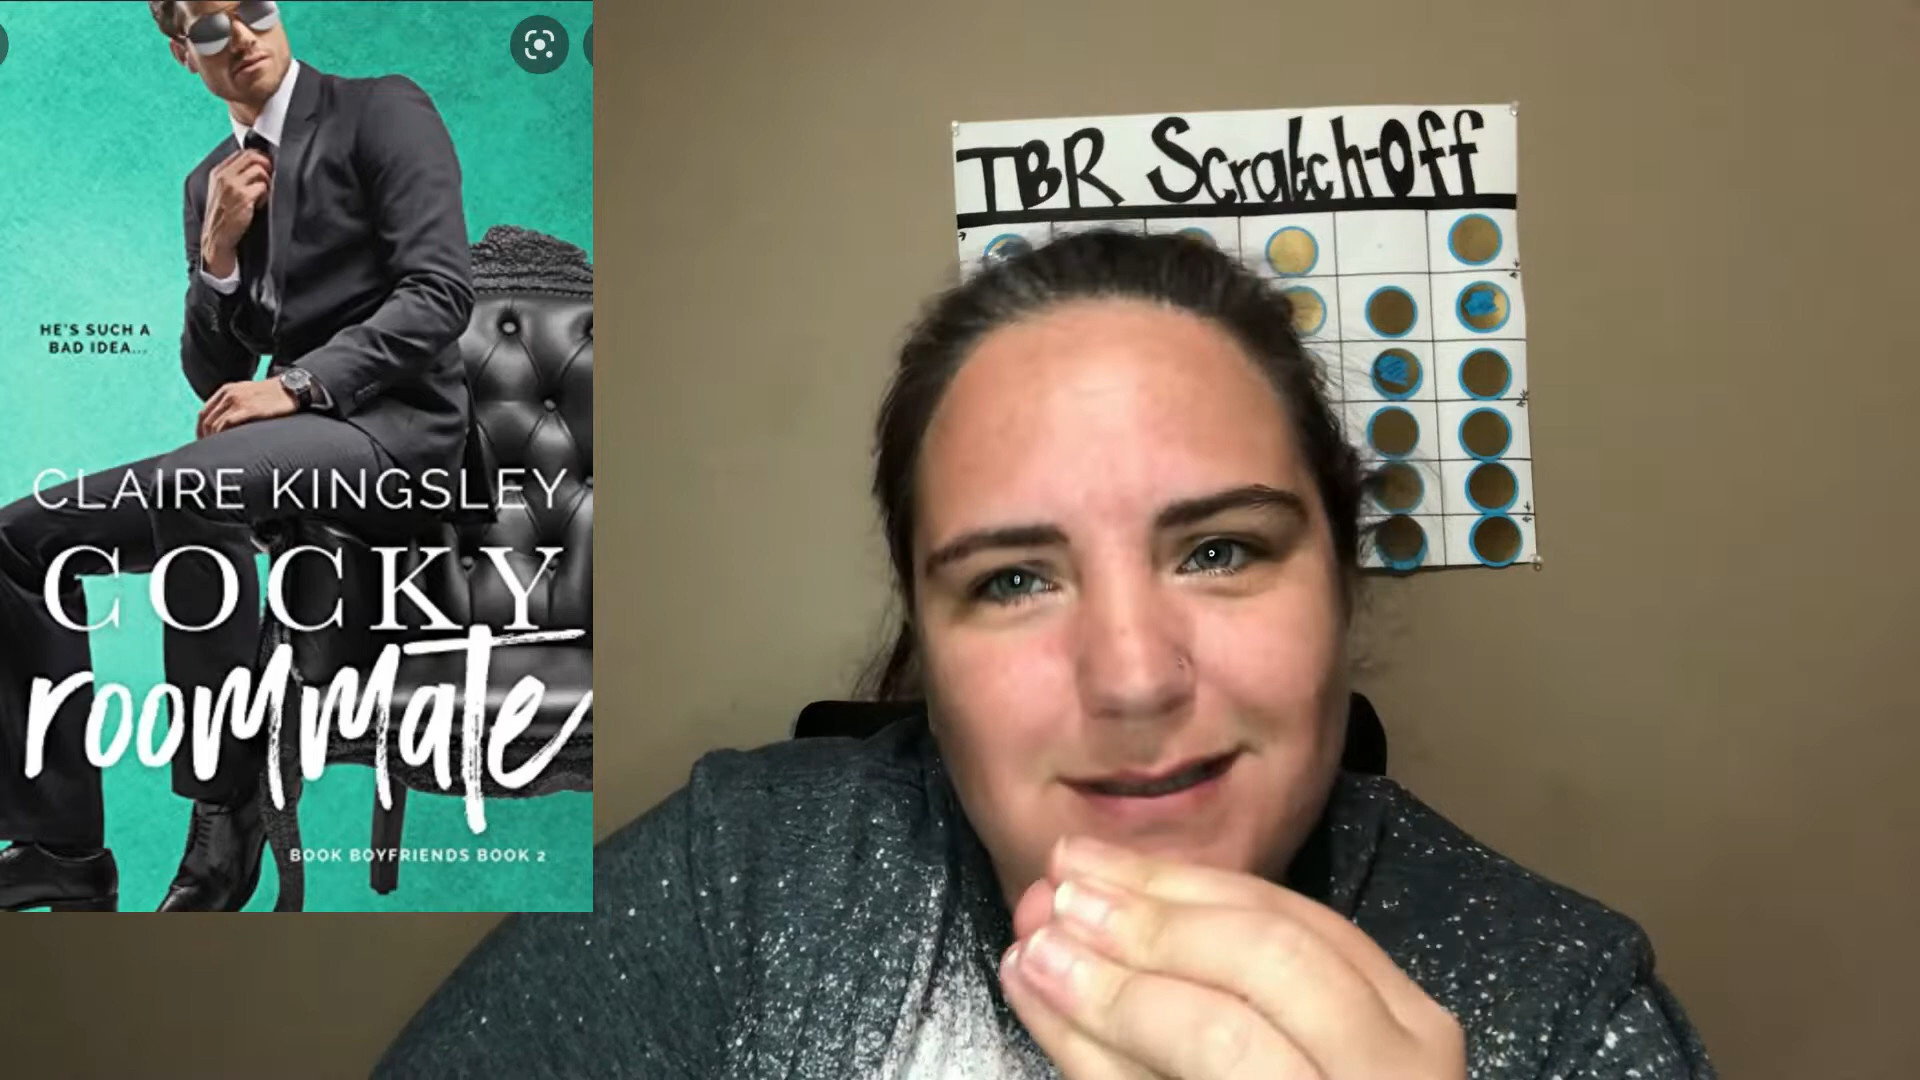 HE'S SUCH A
BAD IDEA...
CLAIRE KINGSLEY
COCKY
roommate
BOOK BOYFRIENDS BOOK 2
TBR Scratch-Off